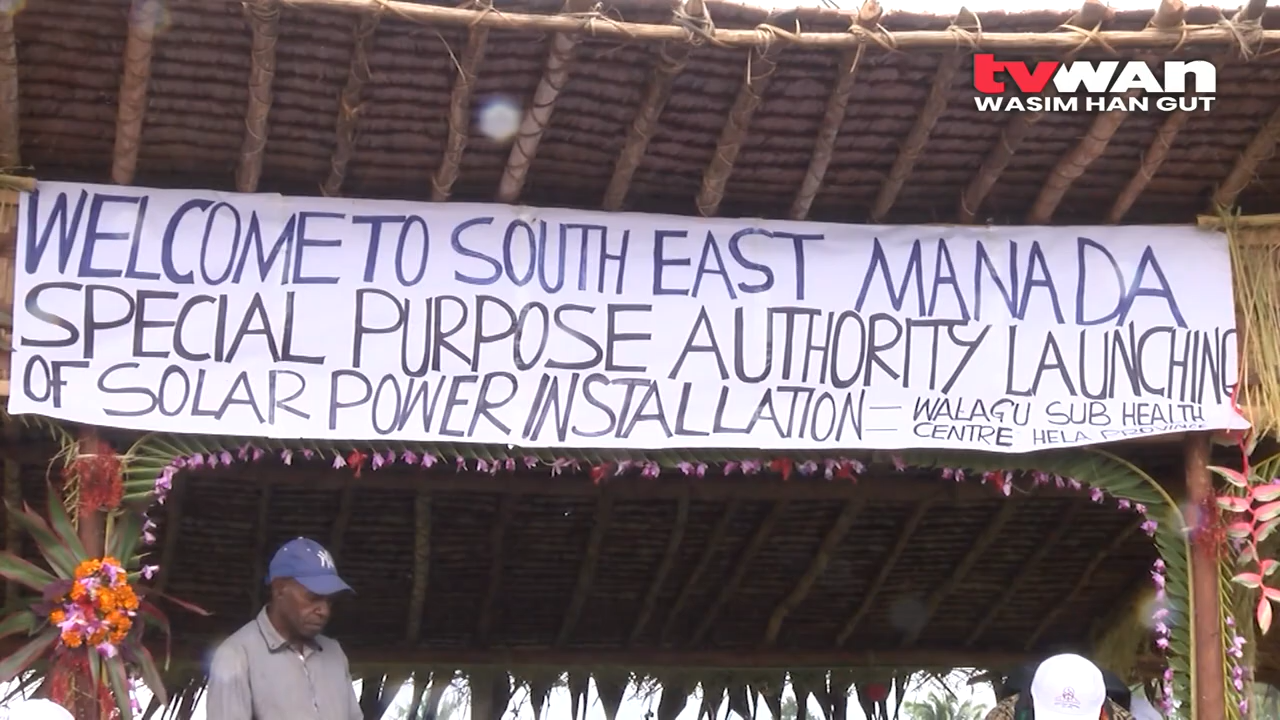 tvwan
WASIM HAN GUT
WELCOME TO SOUTH EAST MANADA
SPECIAL PURPOSE AUTHORITY LAUNCHING
OF SOLAR POWER INSTALLATION - WALAGU SUB HEALTH
CENTRE HELA PROVINCE
NY